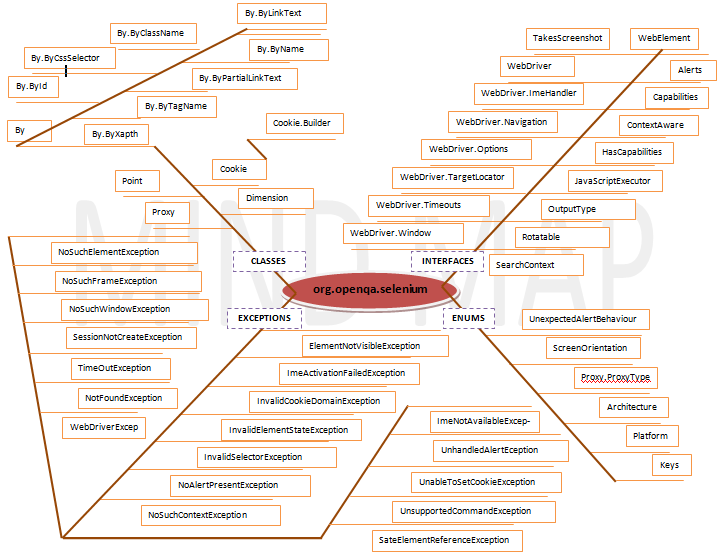 By.ByLinkText
By.ByClassName
By.ByName
By.ByCssSelector
By.ByPartialLinkText
By.ById
By.ByTagName
By
By.ByXapth
Cookie.Builder
Cookie
Point
Dimension
Proxy
CLASSES
TakesScreenshot
WebElement
WebDriver
Alerts
WebDriver.ImeHandler
Capabilities
WebDriver.Navigation
ContextAware
WebDriver.Options
HasCapabilities
WebDriver.TargetLocator
JavaScriptExecutor
WebDriver.Timeouts
OutputType
WebDriver.Window
Rotatable
INTERFACES
SearchContext
MIND MAP
org.openqa.selenium
EXCEPTIONS
NoSuchElementException
NoSuchFrameException
NoSuchWindowException
SessionNotCreateException
TimeOutException
NotFoundException
WebDriverExcep
ElementNotVisibleException
ImeActivationFailedException
InvalidCookieDomainException
InvalidElementStateException
InvalidSelectorException
NoAlertPresentException
NoSuchContextException
ImeNotAvailableExcep-
UnhandledAlertEception
UnableToSetCookieException
UnsupportedCommandException
SateElementReferenceException
ENUMS
UnexpectedAlertBehaviour
ScreenOrientation
Proxy.ProxyType
Architecture
Platform
Keys